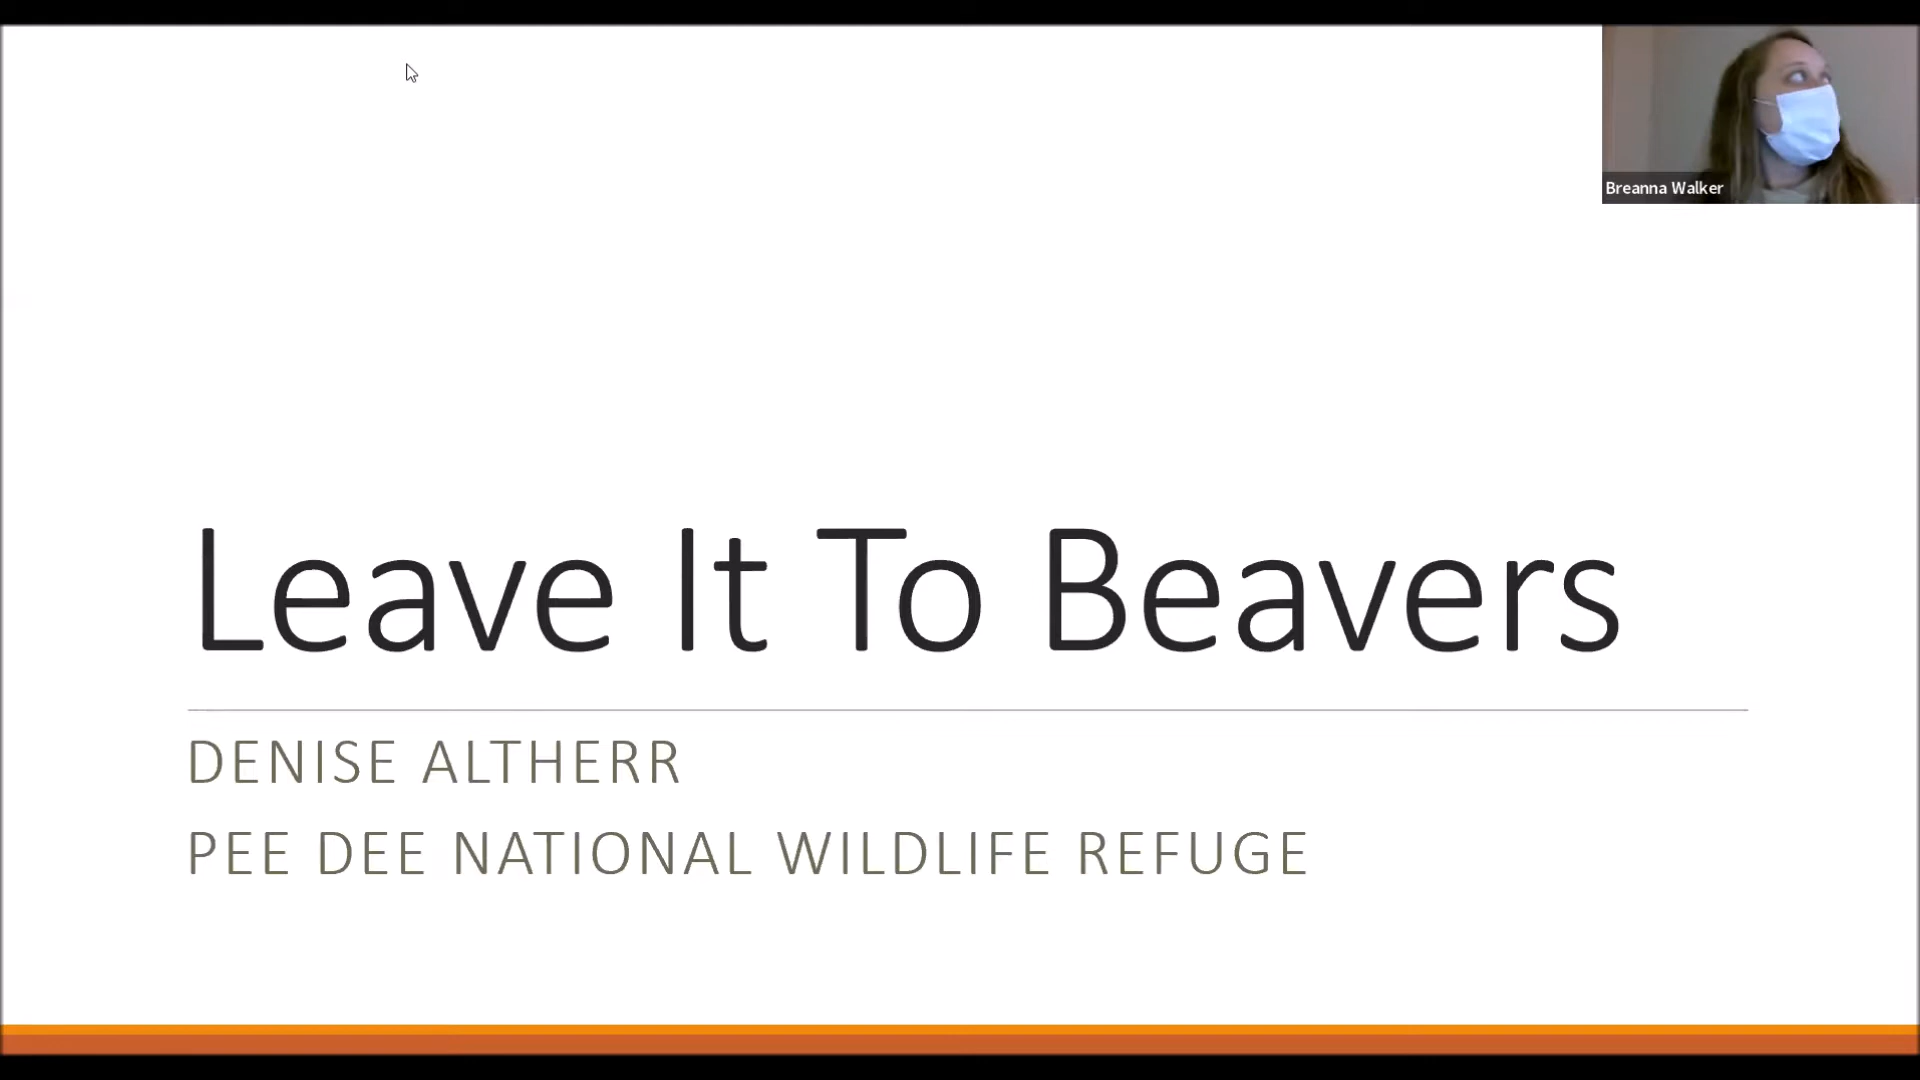 Breanna Walker
Leave It To Beavers
DENISE ALTHERR
PEE DEE NATIONAL WILDLIFE REFUGE